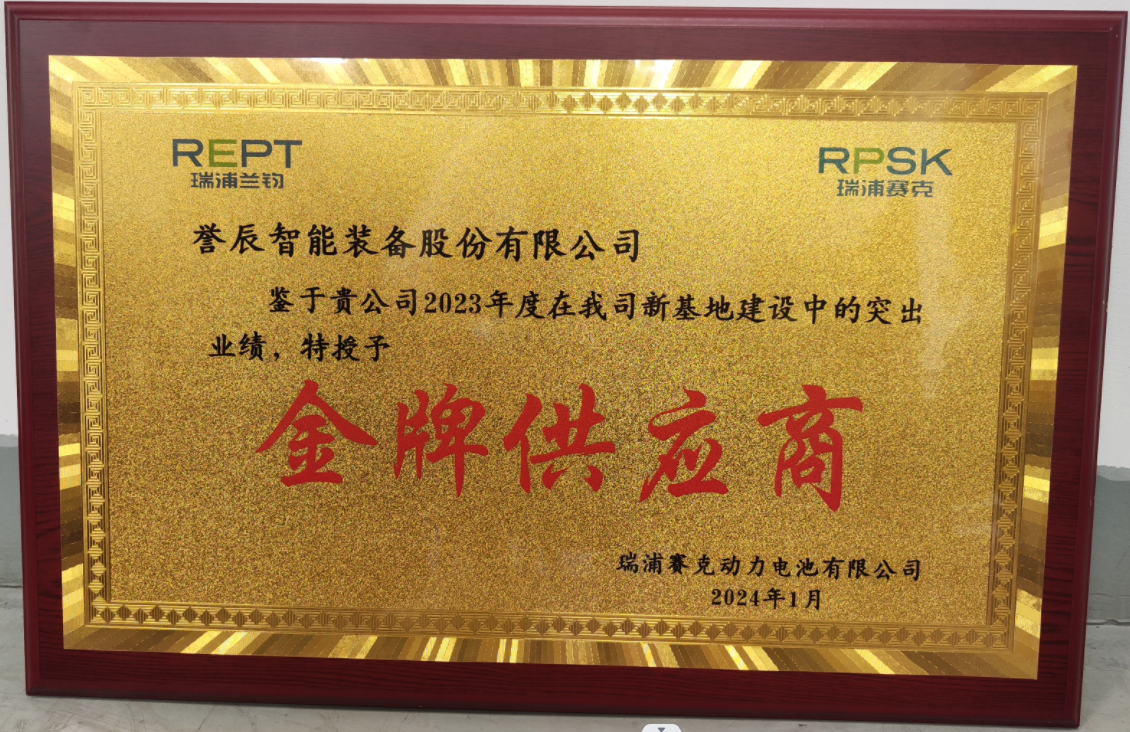 REPT
瑞浦兰钧
RPSK
瑞浦赛克
誉辰智能装备股份有限公司
鉴于贵公司2023年度在我司新基地建设中的突出
业绩，特授予
金牌供应商
瑞浦赛克动力电池有限公司
2024年1月